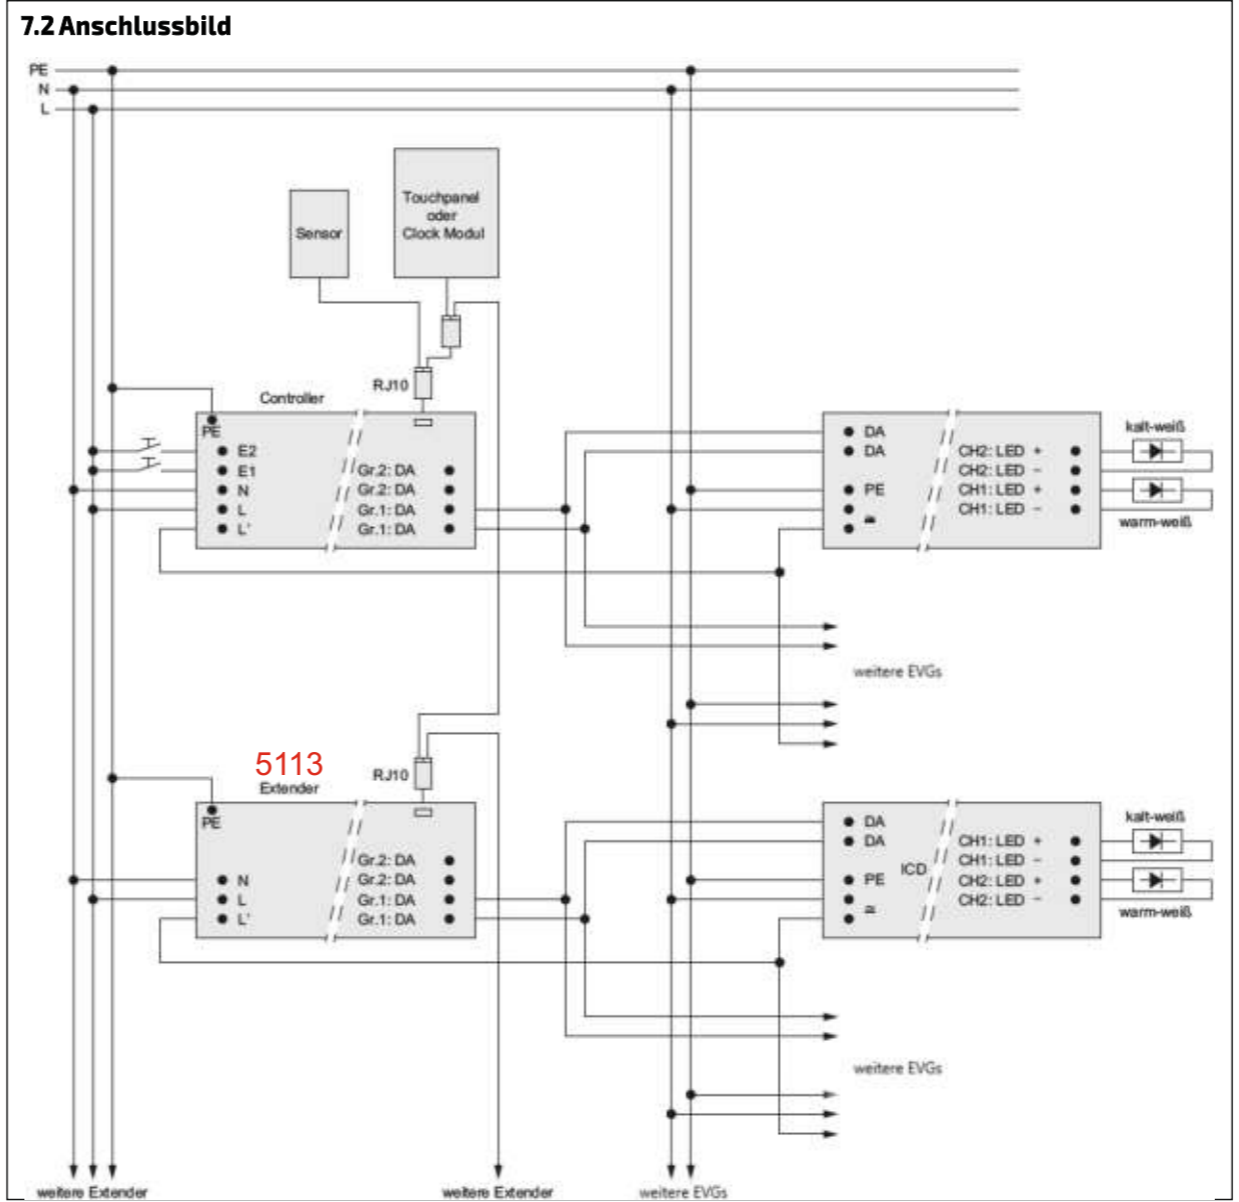 7.2 Anschlussbild
PE
N
L
Sensor
Touchpanel
oder
Clock Modul
RJ10
Controller
PE
E2
E1
N
L
L'
Gr.2: DA
Gr.2: DA
Gr.1: DA
Gr.1: DA
DA
DA
PE
≅
CH2: LED +
CH2: LED −
CH1: LED +
CH1: LED −
kalt-weiß
warm-weiß
weitere EVGs
5113
Extender
RJ10
PE
N
L
L'
Gr.2: DA
Gr.2: DA
Gr.1: DA
Gr.1: DA
DA
DA
PE
≅
ICD
CH1: LED +
CH1: LED −
CH2: LED +
CH2: LED −
kalt-weiß
warm-weiß
weitere EVGs
weitere Extender
weitere Extender
weitere EVGs